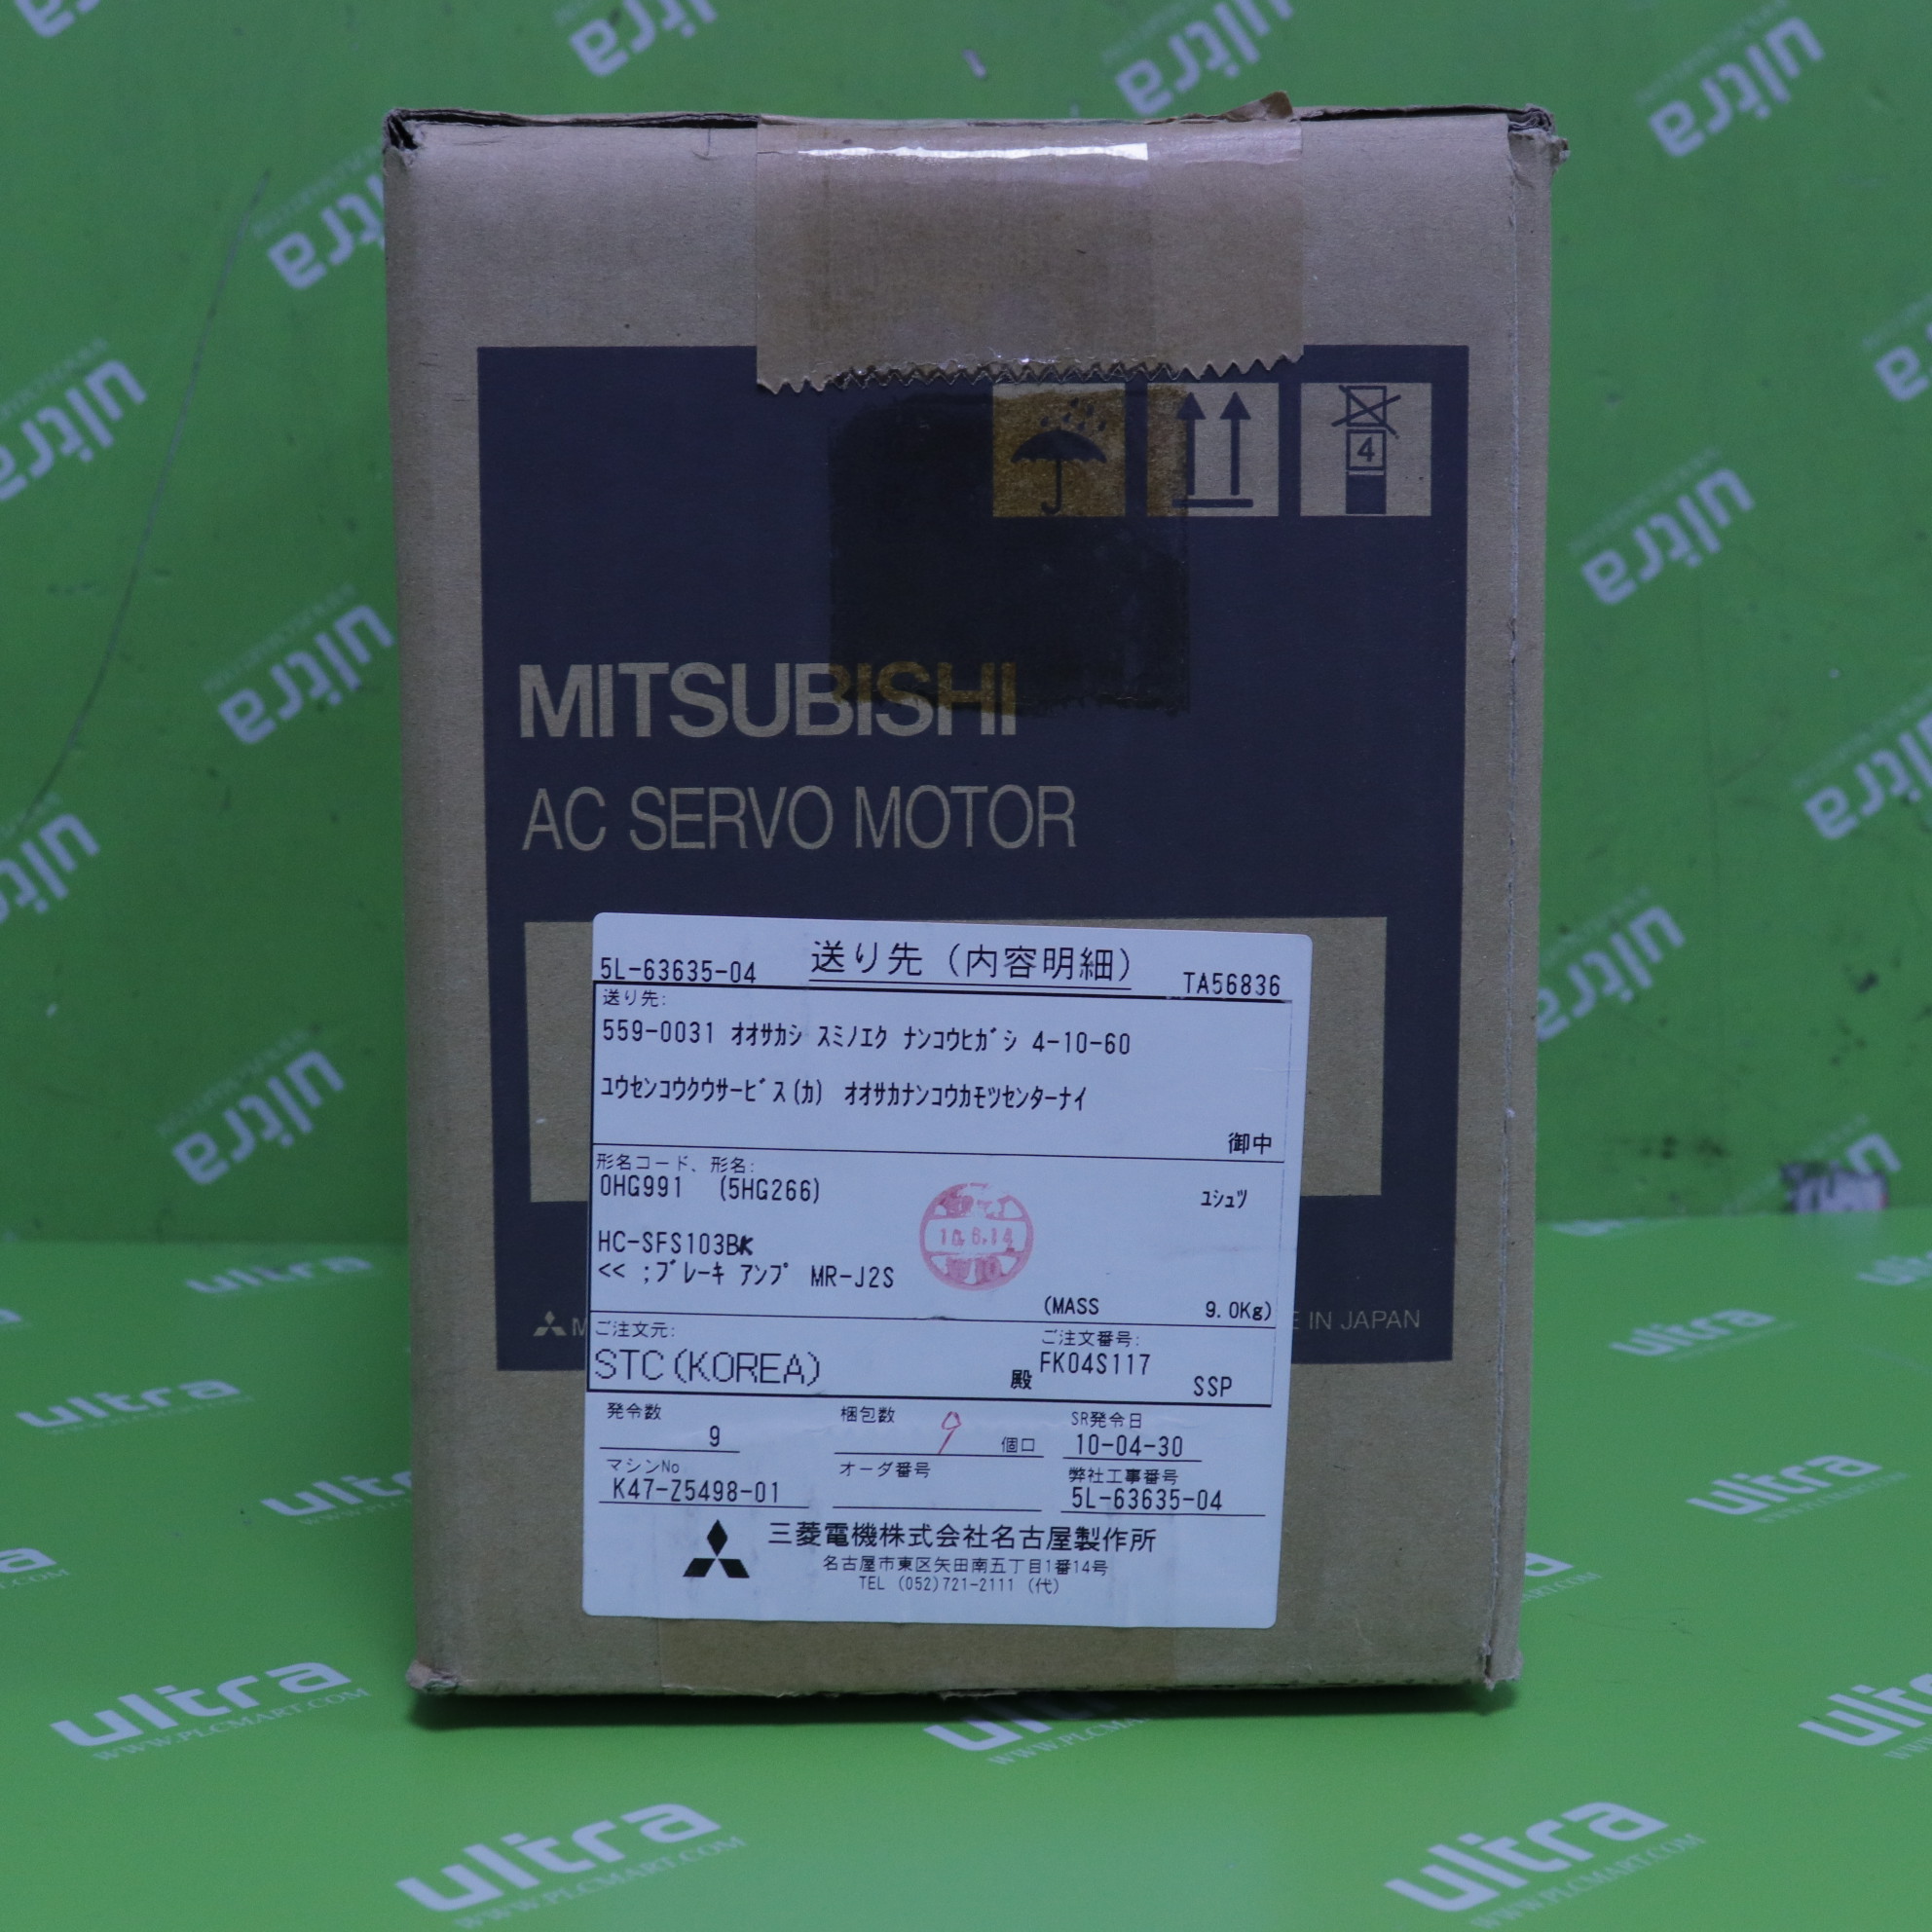 4
MITSUBISHI
AC SERVO MOTOR
5L-63635-04 送り先（内容明細） TA56836
送り先:
559-0031 ｵｵｻｶｼ ｽﾐﾉｴｸ ﾅﾝｺｳﾋｶﾞｼ 4-10-60
ﾕｳｾﾝｺｳｸｳｻｰﾋﾞｽ(ｶ) ｵｵｻｶﾅﾝｺｳｶﾓﾂｾﾝﾀｰﾅｲ
御中
形名コード、形名:
0HG991 (5HG266) ﾕｼｭﾂ
HC-SFS103BK
<< ;ﾌﾞﾚｰｷ ｱﾝﾌﾟ MR-J2S
(MASS 9.0Kg)
IN JAPAN
ご注文元: ご注文番号:
STC(KOREA) 殿 FK04S117
SSP
発令数 梱包数 SR発令日
9 9 個口 10-04-30
マシンNo オーダ番号 弊社工事番号
K47-Z5498-01 5L-63635-04
三菱電機株式会社名古屋製作所
名古屋市東区矢田南五丁目1番14号
TEL (052)721-2111 (代)
ultra
WWW.PLCMART.COM